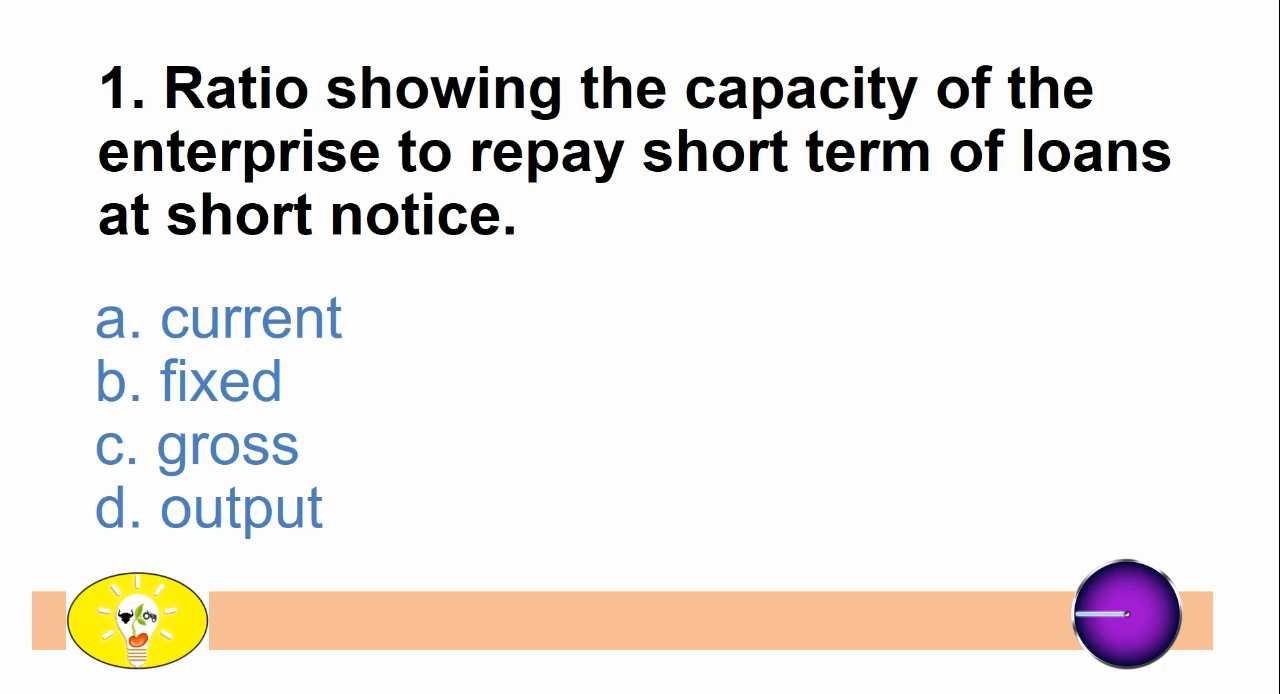 1. Ratio showing the capacity of the
enterprise to repay short term of loans
at short notice.
a. current
b. fixed
c. gross
d. output